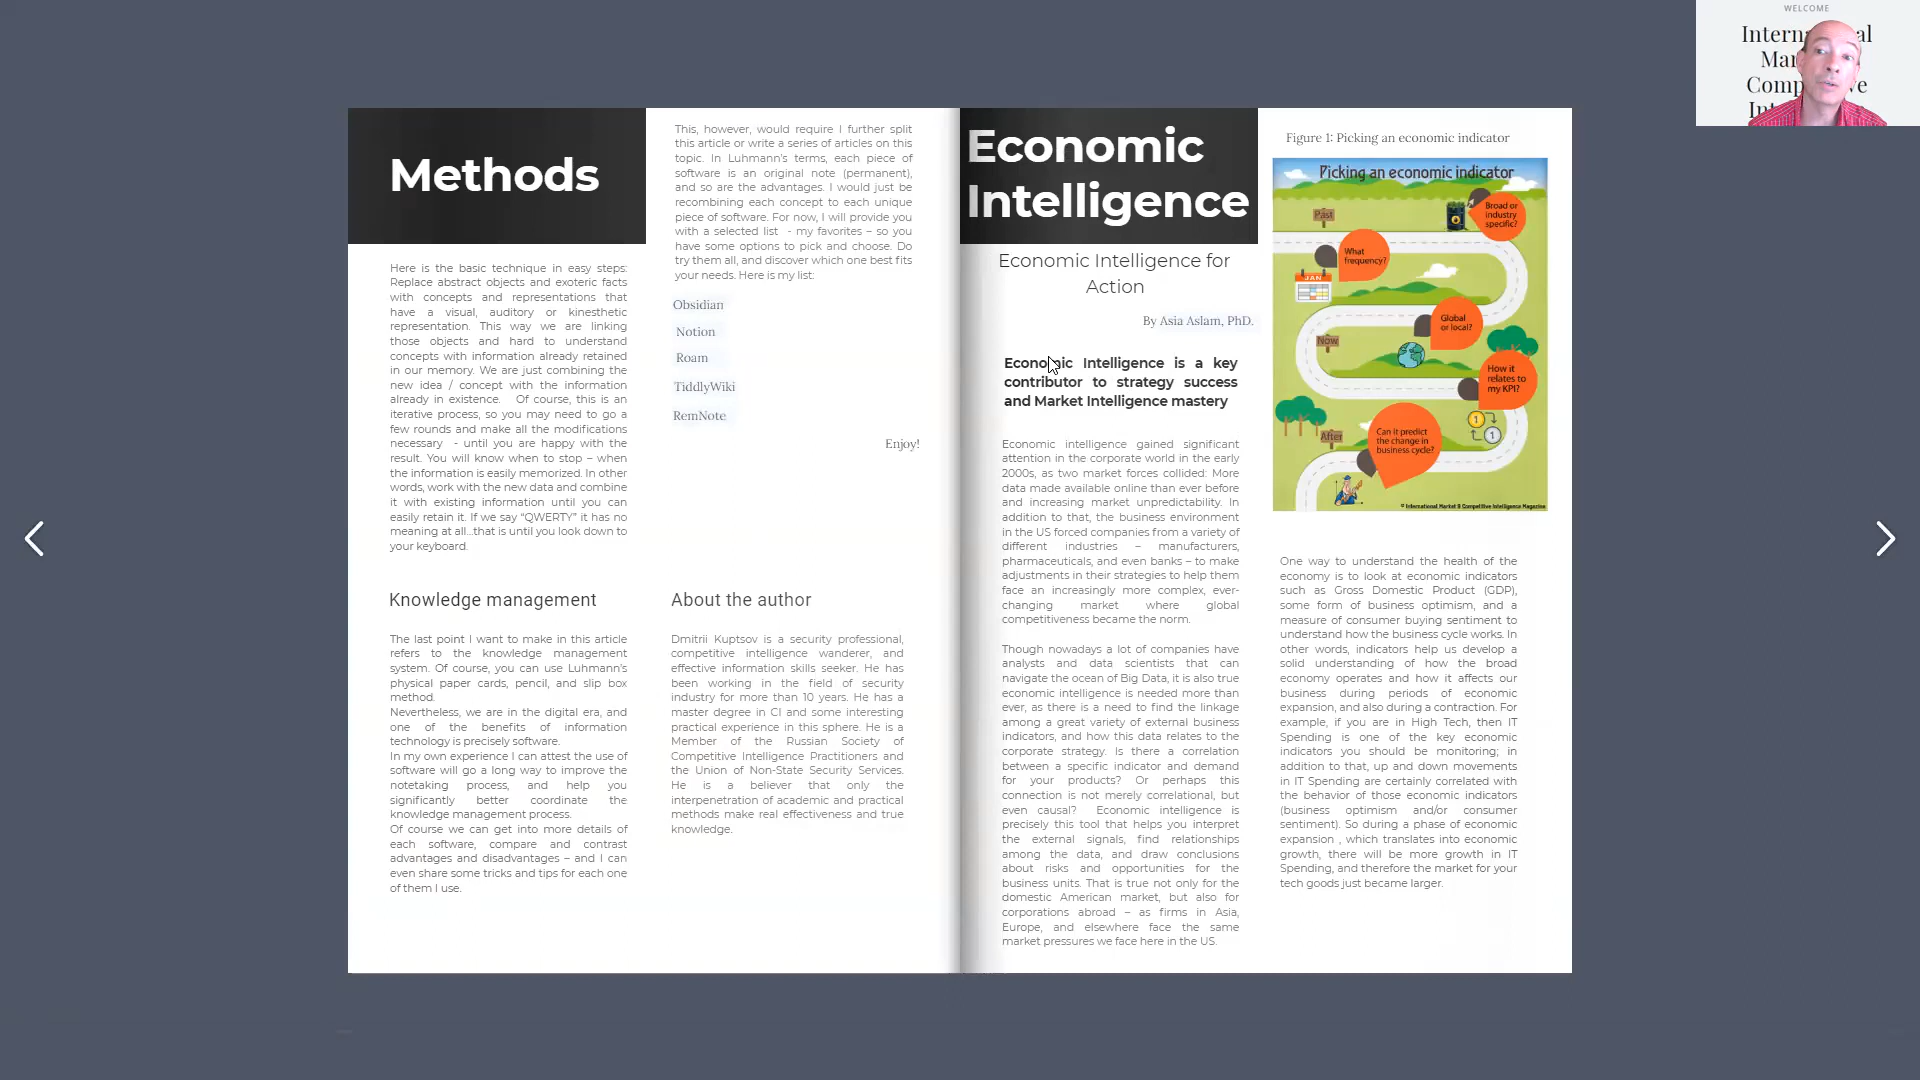 Methods
Here is the basic technique in easy steps:
Replace abstract objects and exoteric facts
with concepts and representations that
have a visual, auditory or kinesthetic
representation. This way we are linking
those objects and hard to understand
concepts with information already retained
in our memory. We are just combining the
new idea / concept with the information
already in existence. Of course, this is an
iterative process, so you may need to go a
few rounds and make all the modifications
necessary - until you are happy with the
result. You will know when to stop – when
the information is easily memorized. In other
words, work with the new data and combine
it with existing information until you can
easily retain it. If we say “QWERTY” it has no
meaning at all...that is until you look down to
your keyboard.
Knowledge management
The last point I want to make in this article
refers to the knowledge management
system. Of course, you can use Luhmann’s
physical paper cards, pencil, and slip box
method.
Nevertheless, we are in the digital era, and
one of the benefits of information
technology is precisely software.
In my own experience I can attest the use of
software will go a long way to improve the
notetaking process, and help you
significantly better coordinate the
knowledge management process.
Of course we can get into more details of
each software, compare and contrast
advantages and disadvantages – and I can
even share some tricks and tips for each one
of them I use.
This, however, would require I further split
this article or write a series of articles on this
topic. In Luhmann’s terms, each piece of
software is an original note (permanent),
and so are the advantages. I would just be
recombining each concept to each unique
piece of software. For now, I will provide you
with a selected list - my favorites – so you
have some options to pick and choose. Do
try them all, and discover which one best fits
your needs. Here is my list:
Obsidian
Notion
Roam
TiddlyWiki
RemNote
Enjoy!
About the author
Dmitrii Kuptsov is a security professional,
competitive intelligence wanderer, and
effective information skills seeker. He has
been working in the field of security
industry for more than 10 years. He has a
master degree in CI and some interesting
practical experience in this sphere. He is a
Member of the Russian Society of
Competitive Intelligence Practitioners and
the Union of Non-State Security Services.
He is a believer that only the
interpenetration of academic and practical
methods make real effectiveness and true
knowledge.
Economic
Intelligence
Economic Intelligence for
Action
By Asia Aslam, PhD.
Economic Intelligence is a key
contributor to strategy success
and Market Intelligence mastery
Economic intelligence gained significant
attention in the corporate world in the early
2000s, as two market forces collided: More
data made available online than ever before
and increasing market unpredictability. In
addition to that, the business environment
in the US forced companies from a variety of
different industries – manufacturers,
pharmaceuticals, and even banks – to make
adjustments in their strategies to help them
face an increasingly more complex, ever-
changing market where global
competitiveness became the norm.
Though nowadays a lot of companies have
analysts and data scientists that can
navigate the ocean of Big Data, it is also true
economic intelligence is needed more than
ever, as there is a need to find the linkage
among a great variety of external business
indicators, and how this data relates to the
corporate strategy. Is there a correlation
between a specific indicator and demand
for your products? Or perhaps this
connection is not merely correlational, but
even causal? Economic intelligence is
precisely this tool that helps you interpret
the external signals, find relationships
among the data, and draw conclusions
about risks and opportunities for the
business units. That is true not only for the
domestic American market, but also for
corporations abroad – as firms in Asia,
Europe, and elsewhere face the same
market pressures we face here in the US.
Figure 1: Picking an economic indicator
Picking an economic indicator
Past
Broad or
industry
specific?
What
frequency?
JAN
Global
or local?
Now
How it
relates to
my KPI?
1
1
After
Can it predict
the change in
business cycle?
© International Market & Competitive Intelligence Magazine
One way to understand the health of the
economy is to look at economic indicators
such as Gross Domestic Product (GDP),
some form of business optimism, and a
measure of consumer buying sentiment to
understand how the business cycle works. In
other words, indicators help us develop a
solid understanding of how the broad
economy operates and how it affects our
business during periods of economic
expansion, and also during a contraction. For
example, if you are in High Tech, then IT
Spending is one of the key economic
indicators you should be monitoring; in
addition to that, up and down movements
in IT Spending are certainly correlated with
the behavior of those economic indicators
(business optimism and/or consumer
sentiment). So during a phase of economic
expansion , which translates into economic
growth, there will be more growth in IT
Spending, and therefore the market for your
tech goods just became larger.
WELCOME